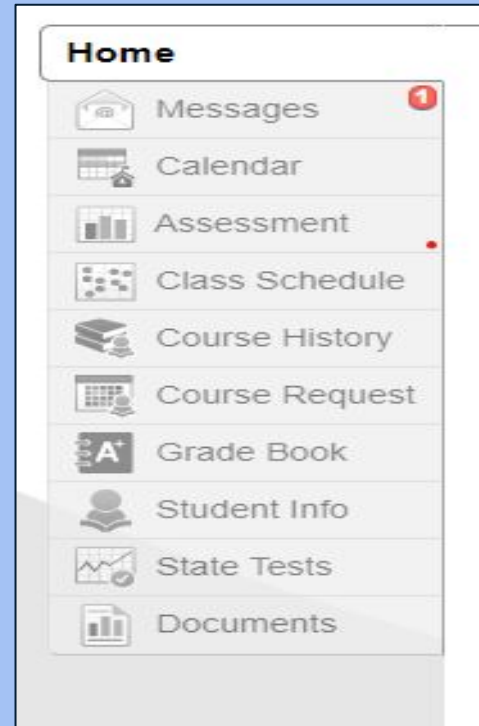 Home
Messages 1
@
Calendar
Assessment
Class Schedule
Course History
Course Request
A+ Grade Book
Student Info
State Tests
Documents